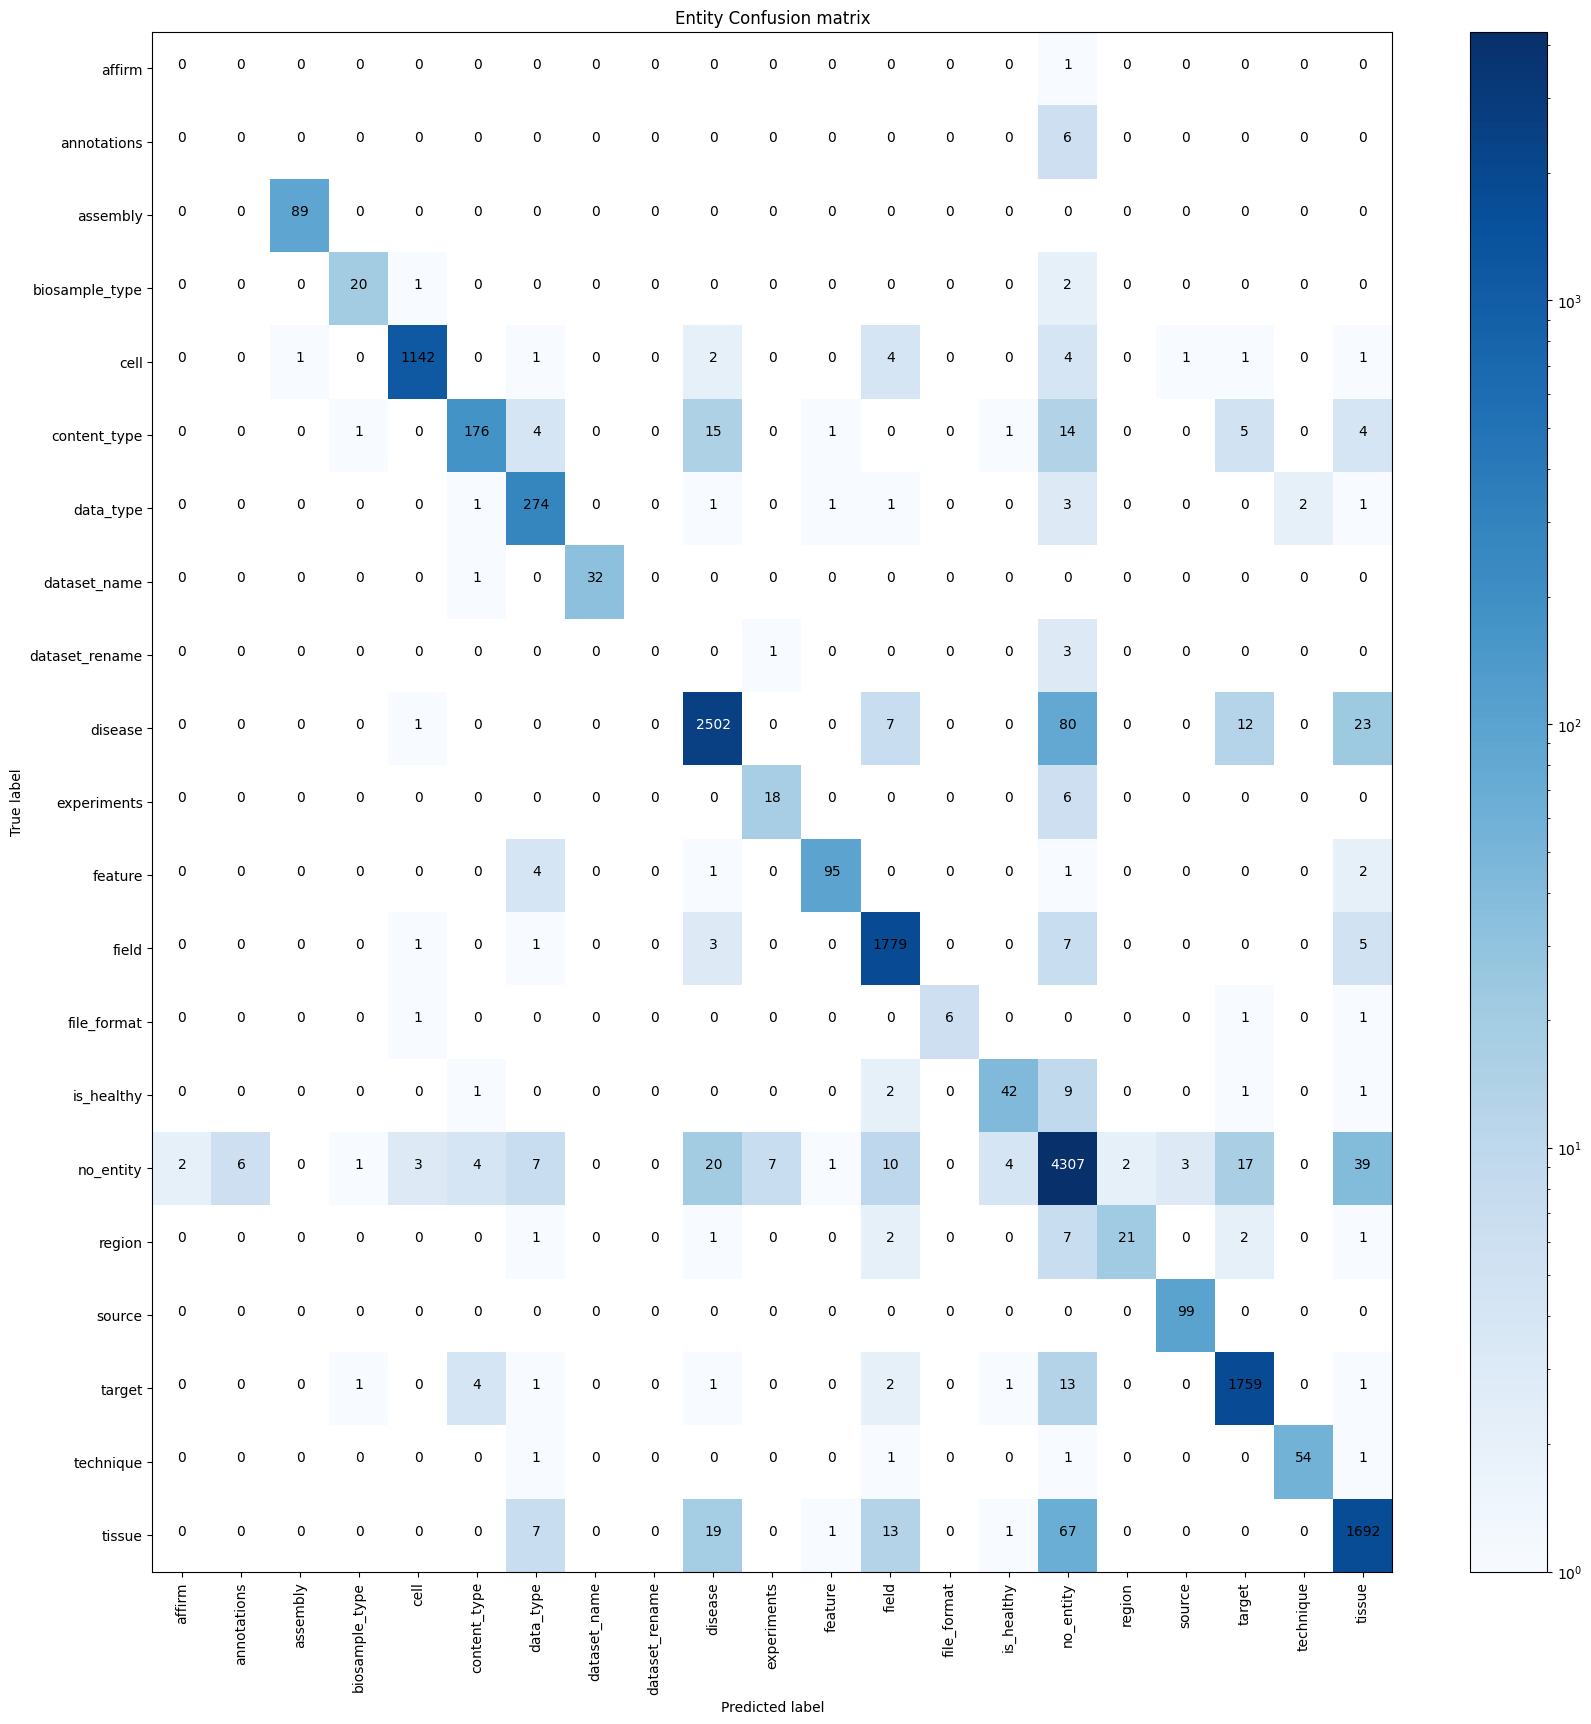 Entity Confusion matrix
affirm 0 0 0 0 0 0 0 0 0 0 0 0 0 0 0 1 0 0 0 0 0
annotations 0 0 0 0 0 0 0 0 0 0 0 0 0 0 0 6 0 0 0 0 0
assembly 0 0 89 0 0 0 0 0 0 0 0 0 0 0 0 0 0 0 0 0 0
biosample_type 0 0 0 20 1 0 0 0 0 0 0 0 0 0 0 2 0 0 0 0 0
10³
cell 0 0 1 0 1142 0 1 0 0 2 0 0 4 0 0 4 0 1 1 0 1
content_type 0 0 0 1 0 176 4 0 0 15 0 1 0 0 1 14 0 0 5 0 4
data_type 0 0 0 0 0 1 274 0 0 1 0 1 1 0 0 3 0 0 0 2 1
dataset_name 0 0 0 0 0 1 0 32 0 0 0 0 0 0 0 0 0 0 0 0 0
dataset_rename 0 0 0 0 0 0 0 0 0 0 1 0 0 0 0 3 0 0 0 0 0
disease 0 0 0 0 1 0 0 0 0 2502 0 0 7 0 0 80 0 0 12 0 23
10²
True label
experiments 0 0 0 0 0 0 0 0 0 0 18 0 0 0 0 6 0 0 0 0 0
feature 0 0 0 0 0 0 4 0 0 1 0 95 0 0 0 1 0 0 0 0 2
field 0 0 0 0 1 0 1 0 0 3 0 0 1779 0 0 7 0 0 0 0 5
file_format 0 0 0 0 1 0 0 0 0 0 0 0 0 6 0 0 0 0 1 0 1
is_healthy 0 0 0 0 0 1 0 0 0 0 0 0 2 0 42 9 0 0 1 0 1
10¹
no_entity 2 6 0 1 3 4 7 0 0 20 7 1 10 0 4 4307 2 3 17 0 39
region 0 0 0 0 0 0 1 0 0 1 0 0 2 0 0 7 21 0 2 0 1
source 0 0 0 0 0 0 0 0 0 0 0 0 0 0 0 0 0 99 0 0 0
target 0 0 0 1 0 4 1 0 0 1 0 0 2 0 1 13 0 0 1759 0 1
technique 0 0 0 0 0 0 1 0 0 0 0 0 1 0 0 1 0 0 0 54 1
tissue 0 0 0 0 0 0 7 0 0 19 0 1 13 0 1 67 0 0 0 0 1692
10⁰
affirm annotations assembly biosample_type cell content_type data_type dataset_name dataset_rename disease experiments feature field file_format is_healthy no_entity region source target technique tissue
Predicted label